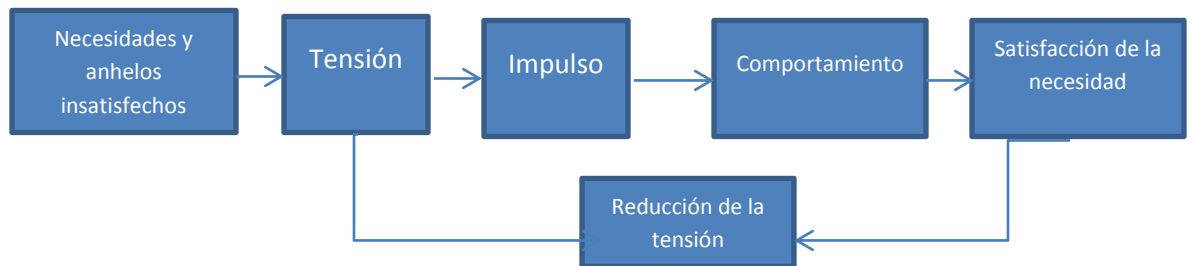 Necesidades y
anhelos
insatisfechos
Tensión
Impulso
Comportamiento
Satisfacción de la
necesidad
Reducción de la
tensión